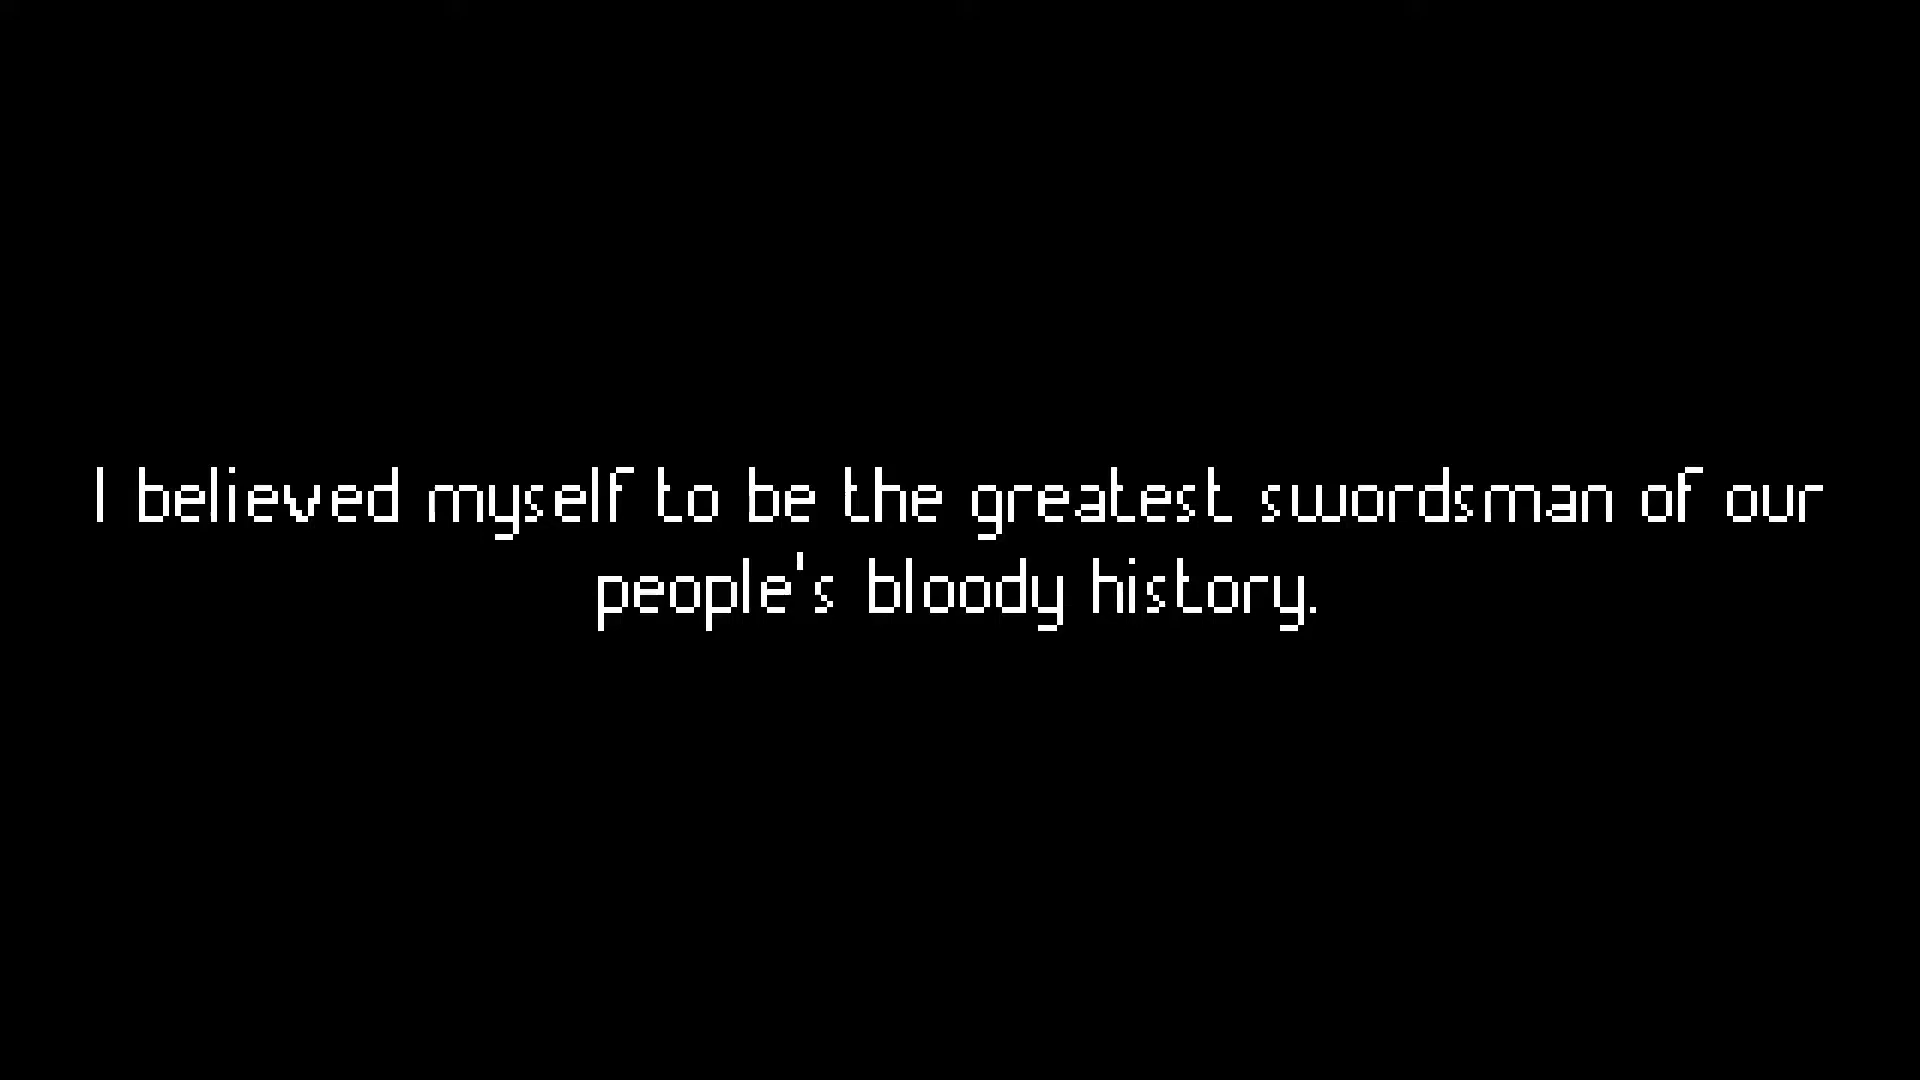 I believed myself to be the greatest swordsman of our
people's bloody history.